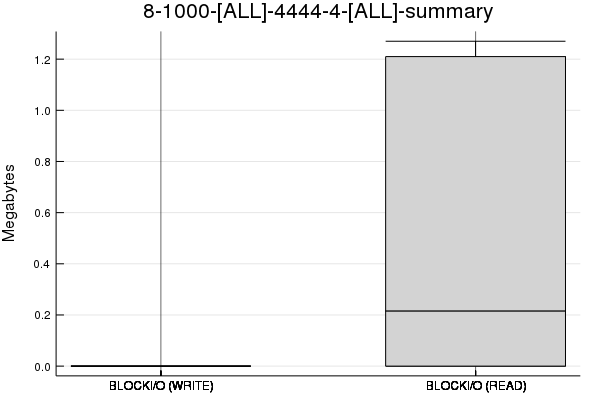 8-1000-[ALL]-4444-4-[ALL]-summary
Megabytes
1.2
1.0
0.8
0.6
0.4
0.2
0.0
BLOCKI/O (WRITE) BLOCKI/O (READ)